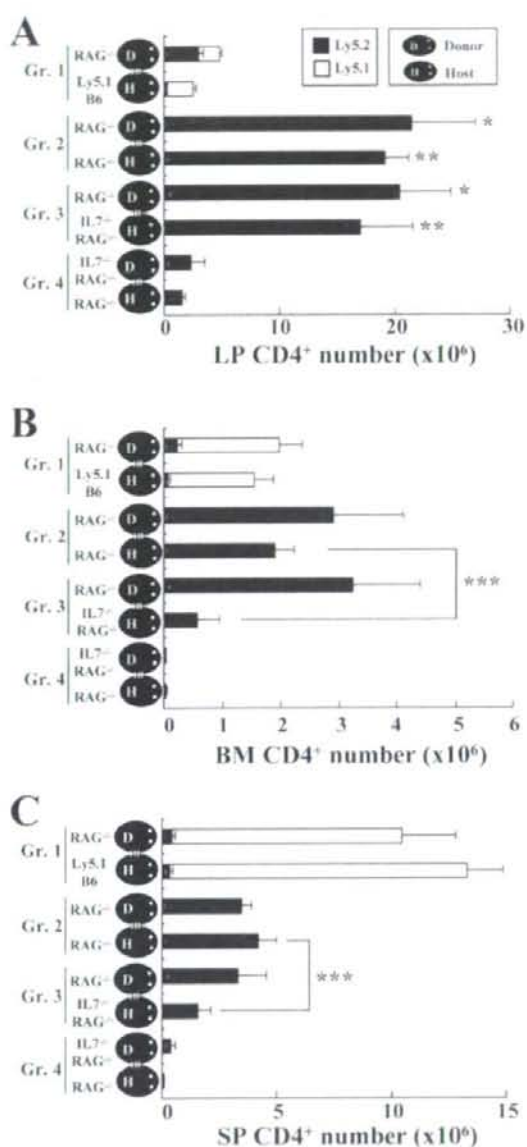 A
Ly5.2
Ly5.1
D Donor
H Host
Gr. 1
RAG-/- D
Ly5.1
B6 H
Gr. 2
RAG-/- D *
RAG-/- H **
Gr. 3
RAG-/- D *
IL7-/-
RAG-/- H **
Gr. 4
IL7-/-
RAG-/- D
RAG-/- H
0 10 20 30
LP CD4+ number (x10⁶)
B
Gr. 1
RAG-/- D
Ly5.1
B6 H
Gr. 2
RAG-/- D
RAG-/- H
***
Gr. 3
RAG-/- D
IL7-/-
RAG-/- H
Gr. 4
IL7-/-
RAG-/- D
RAG-/- H
0 1 2 3 4 5 6
BM CD4+ number (x10⁶)
C
Gr. 1
RAG-/- D
Ly5.1
B6 H
Gr. 2
RAG-/- D
RAG-/- H
***
Gr. 3
RAG-/- D
IL7-/-
RAG-/- H
Gr. 4
IL7-/-
RAG-/- D
RAG-/- H
0 5 10 15
SP CD4+ number (x10⁶)